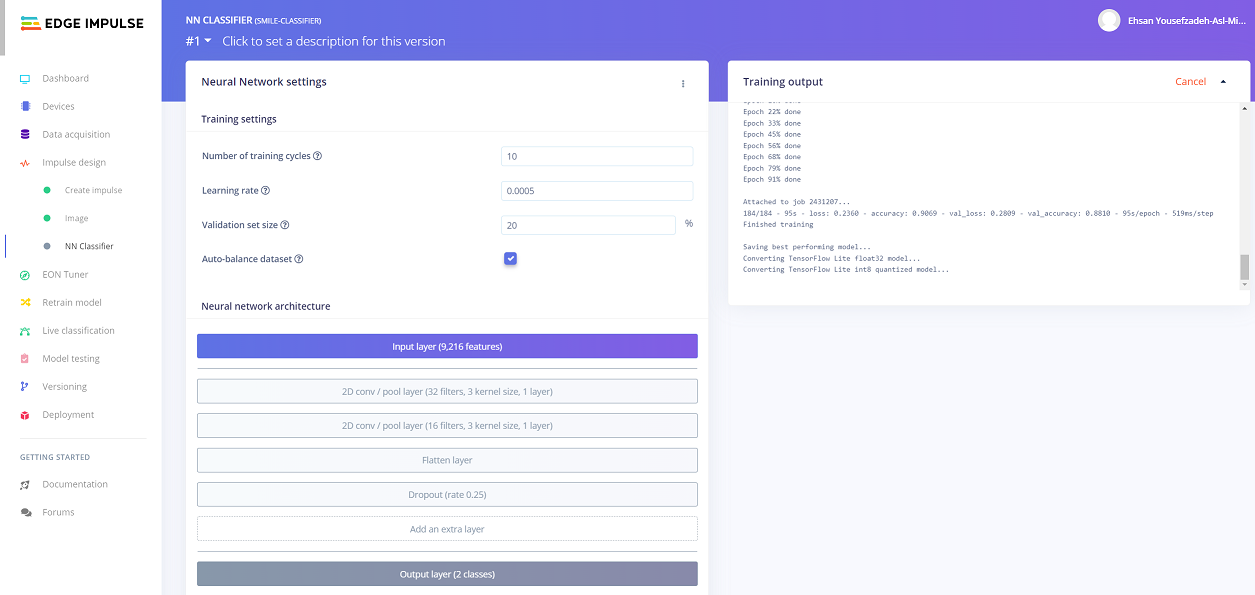 EDGE IMPULSE
Dashboard
Devices
Data acquisition
Impulse design
Create impulse
Image
NN Classifier
EON Tuner
Retrain model
Live classification
Model testing
Versioning
Deployment
GETTING STARTED
Documentation
Forums
NN CLASSIFIER (SMILE-CLASSIFIER)
#1 Click to set a description for this version
Ehsan Yousefzadeh-Asl-Mi...
Neural Network settings
Training settings
Number of training cycles 10
Learning rate 0.0005
Validation set size 20 %
Auto-balance dataset
Neural network architecture
Input layer (9,216 features)
2D conv / pool layer (32 filters, 3 kernel size, 1 layer)
2D conv / pool layer (16 filters, 3 kernel size, 1 layer)
Flatten layer
Dropout (rate 0.25)
Add an extra layer
Output layer (2 classes)
Training output Cancel
Epoch 22% done
Epoch 33% done
Epoch 45% done
Epoch 56% done
Epoch 68% done
Epoch 79% done
Epoch 91% done
Attached to job 2431207...
184/184 - 95s - loss: 0.2360 - accuracy: 0.9069 - val_loss: 0.2809 - val_accuracy: 0.8810 - 95s/epoch - 519ms/step
Finished training
Saving best performing model...
Converting TensorFlow Lite float32 model...
Converting TensorFlow Lite int8 quantized model...